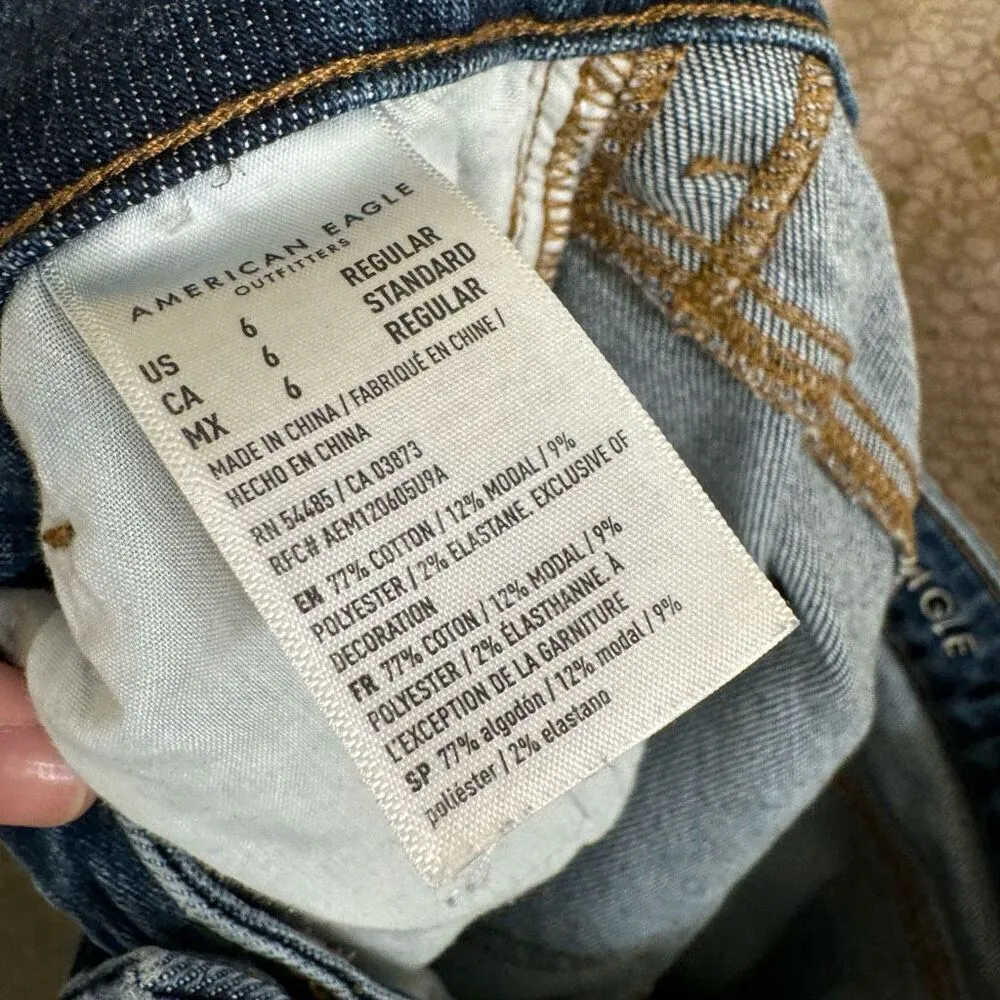 AMERICAN EAGLE
OUTFITTERS
US 6 REGULAR
CA 6 STANDARD
MX 6 REGULAR
MADE IN CHINA / FABRIQUÉ EN CHINE /
HECHO EN CHINA
RN 54485 / CA 03873
RFC# AEM120605U9A
EN 77% COTTON / 12% MODAL / 9%
POLYESTER / 2% ELASTANE. EXCLUSIVE OF
DECORATION
FR 77% COTON / 12% MODAL / 9%
POLYESTER / 2% ÉLASTHANNE. À
L'EXCEPTION DE LA GARNITURE
SP 77% algodón / 12% modal / 9%
poliéster / 2% elastano